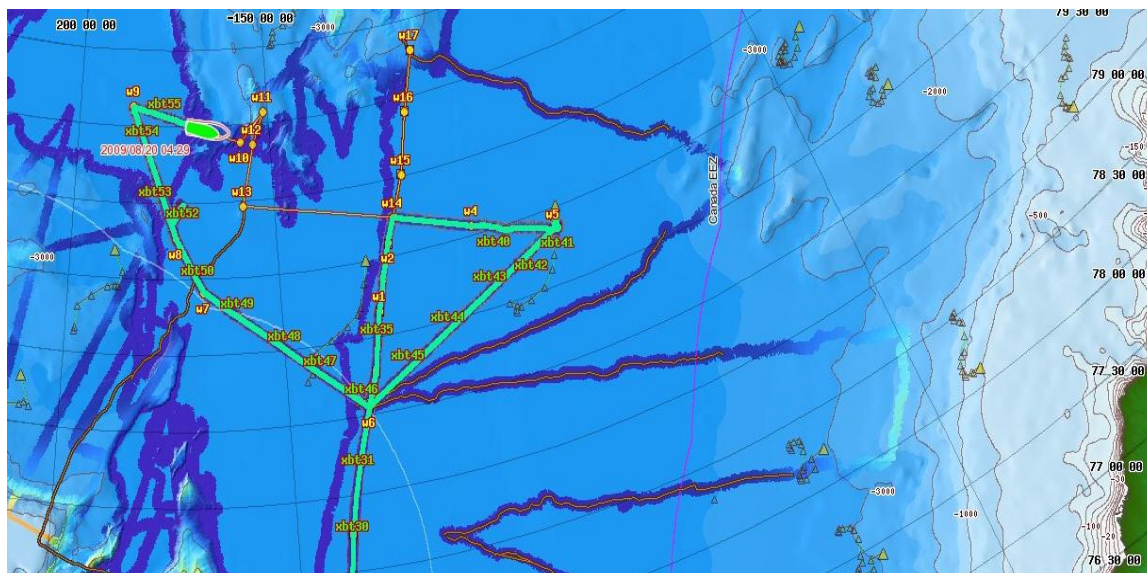 79 30 00
200 00 00
-150 00 00
-3000
w17
-3000
79 00 00
-2000
w9
xbt55
w11
w16
xbt54
w12
w10
2009/08/20 04:29
-150
w15
78 30 00
Canada EEZ
xbt53
w13
xbt52
w14
w4
w5
-500
xbt40
xbt41
w8
w2
xbt42
-3000
xbt50
xbt43
78 00 00
w7
xbt49
w1
xbt44
xbt48
xbt35
xbt47
xbt45
77 30 00
xbt46
w6
xbt31
77 00 00
-30
-3000
-1000
xbt30
-100
-20
76 30 00